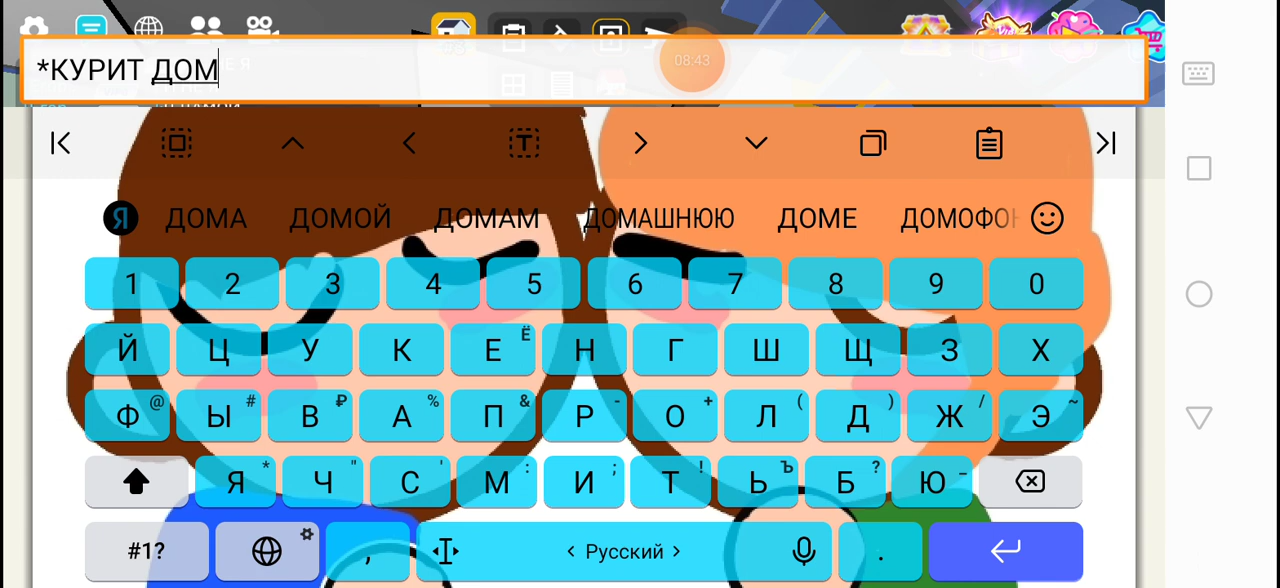 *КУРИТ ДОМ
08:43
Я ДОМА ДОМОЙ ДОМАМ ДОМАШНЮЮ ДОМЕ ДОМОФОН
1 2 3 4 5 6 7 8 9 0
Й Ц У К Е Ё Н Г Ш Щ З Х
Ф @ Ы # В ₽ А % П & Р - О + Л ( Д ) Ж / Э ~
Я * Ч " С ' М : И ; Т ! Ь Ъ Б ? Ю _
#1? , < Русский > .